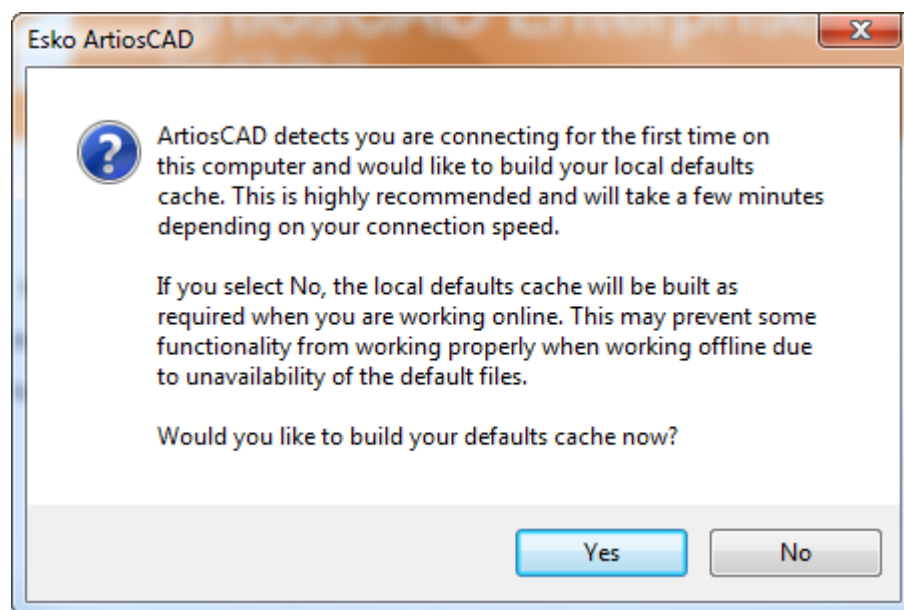 Esko ArtiosCAD
ArtiosCAD detects you are connecting for the first time on
this computer and would like to build your local defaults
cache. This is highly recommended and will take a few minutes
depending on your connection speed.
If you select No, the local defaults cache will be built as
required when you are working online. This may prevent some
functionality from working properly when working offline due
to unavailability of the default files.
Would you like to build your defaults cache now?
Yes
No